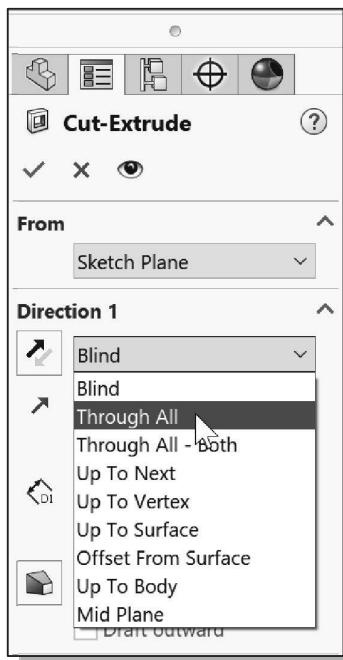 Cut-Extrude ?
From
Sketch Plane
Direction 1
Blind
Blind
Through All
Through All - Both
Up To Next
Up To Vertex
D1
Up To Surface
Offset From Surface
Up To Body
Mid Plane
Draft outward